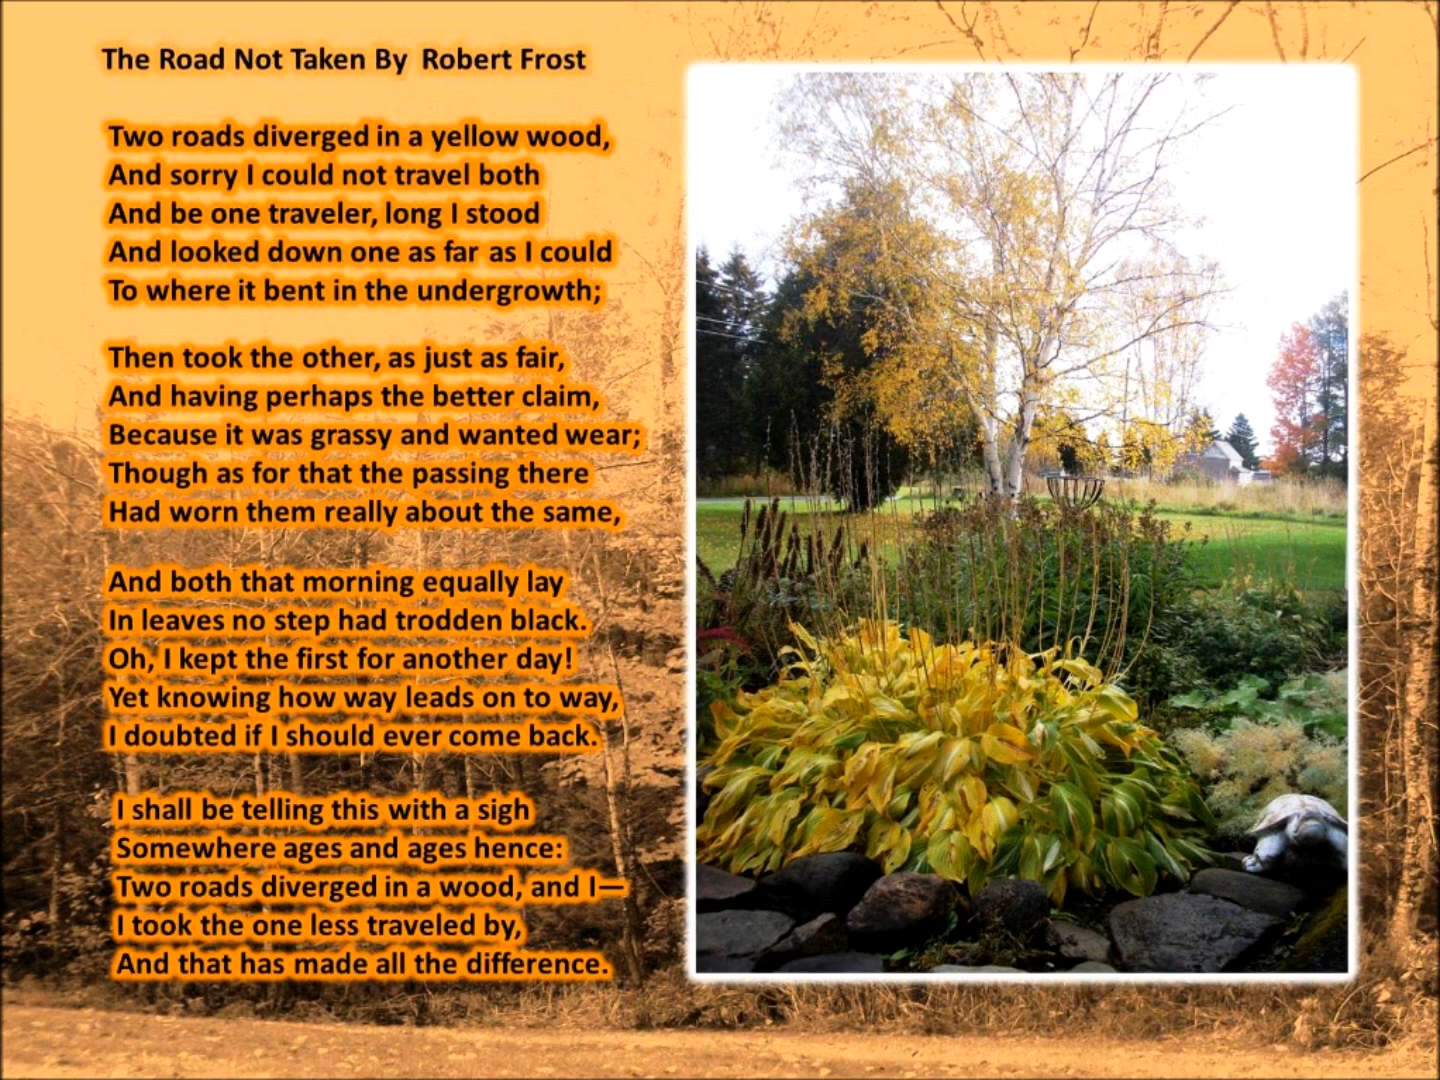 The Road Not Taken By Robert Frost
Two roads diverged in a yellow wood,
And sorry I could not travel both
And be one traveler, long I stood
And looked down one as far as I could
To where it bent in the undergrowth;
Then took the other, as just as fair,
And having perhaps the better claim,
Because it was grassy and wanted wear;
Though as for that the passing there
Had worn them really about the same,
And both that morning equally lay
In leaves no step had trodden black.
Oh, I kept the first for another day!
Yet knowing how way leads on to way,
I doubted if I should ever come back.
I shall be telling this with a sigh
Somewhere ages and ages hence:
Two roads diverged in a wood, and I—
I took the one less traveled by,
And that has made all the difference.